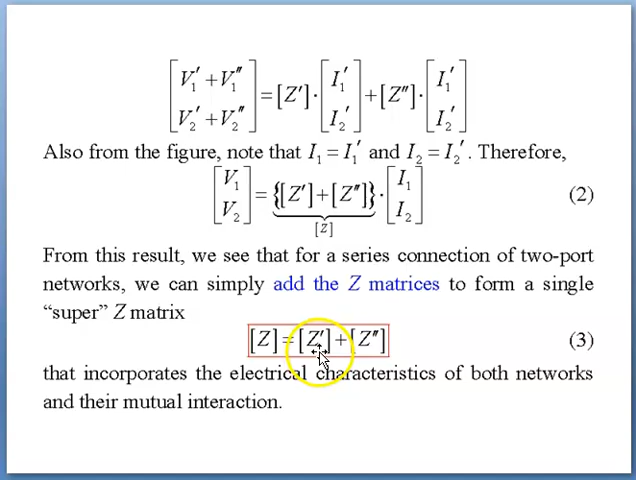 [V₁′ + V₁″; V₂′ + V₂″] = [Z′]·[I₁′; I₂′] + [Z″]·[I₁′; I₂′]
Also from the figure, note that I₁ = I₁′ and I₂ = I₂′. Therefore,
[V₁; V₂] = {[Z′]+[Z″]}·[I₁; I₂] (2)
[Z]
From this result, we see that for a series connection of two-port
networks, we can simply add the Z matrices to form a single
“super” Z matrix
[Z] = [Z′] + [Z″] (3)
that incorporates the electrical characteristics of both networks
and their mutual interaction.